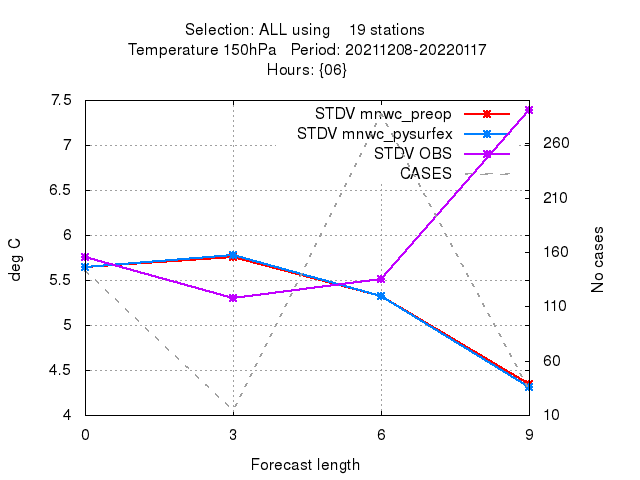 Selection: ALL using    19 stations
Temperature 150hPa   Period: 20211208-20220117
Hours: {06}
STDV mnwc_preop
STDV mnwc_pysurfex
STDV OBS
CASES
7.5
7
6.5
6
5.5
5
4.5
4
deg C
260
210
160
110
60
10
No cases
0 3 6 9
Forecast length